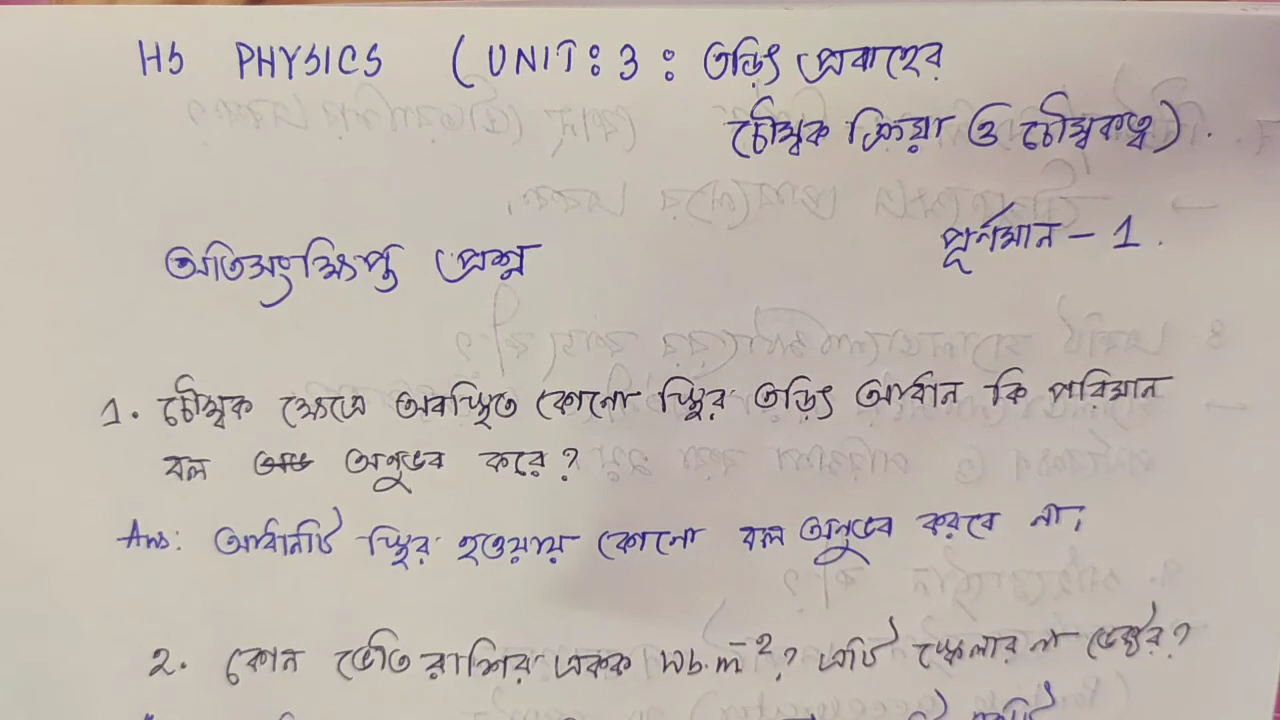 HS PHYSICS (UNIT: 3: তড়িৎ প্রবাহের
চৌম্বক ক্রিয়া ও চৌম্বকত্ব).
অতিসংক্ষিপ্ত প্রশ্ন
পূর্ণমান - 1.
1. চৌম্বক ক্ষেত্রে অবস্থিত কোনো স্থির তড়িৎ আধান কি পরিমান
বল অনুভব করে?
Ans: আধানটি স্থির হওয়ায় কোনো বল অনুভব করবে না।
2. কোন ভৌতরাশির একক Wb.m⁻²? এটি স্কেলার না ভেক্টর?